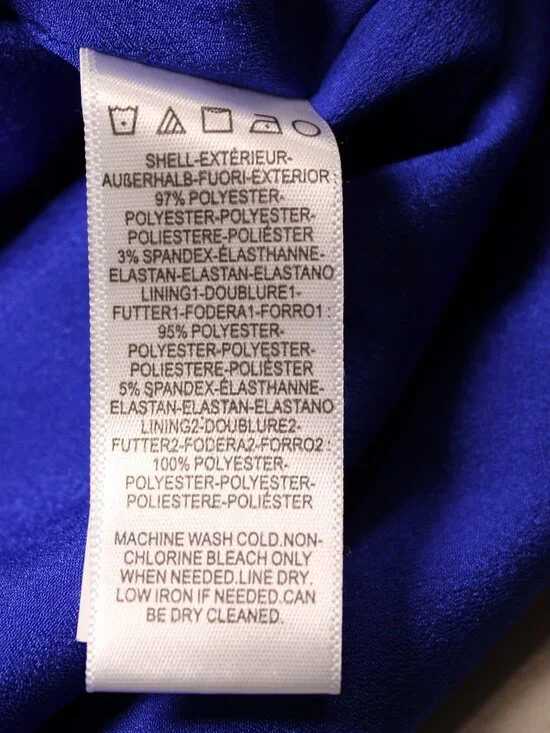 SHELL-EXTÉRIEUR-
AUßERHALB-FUORI-EXTERIOR :
97% POLYESTER-
POLYESTER-POLYESTER-
POLIESTERE-POLIÉSTER
3% SPANDEX-ÉLASTHANNE-
ELASTAN-ELASTAN-ELASTANO
LINING1-DOUBLURE1-
FUTTER1-FODERA1-FORRO1 :
95% POLYESTER-
POLYESTER-POLYESTER-
POLIESTERE-POLIÉSTER
5% SPANDEX-ÉLASTHANNE-
ELASTAN-ELASTAN-ELASTANO
LINING2-DOUBLURE2-
FUTTER2-FODERA2-FORRO2 :
100% POLYESTER-
POLYESTER-POLYESTER-
POLIESTERE-POLIÉSTER
MACHINE WASH COLD.NON-
CHLORINE BLEACH ONLY
WHEN NEEDED.LINE DRY.
LOW IRON IF NEEDED.CAN
BE DRY CLEANED.